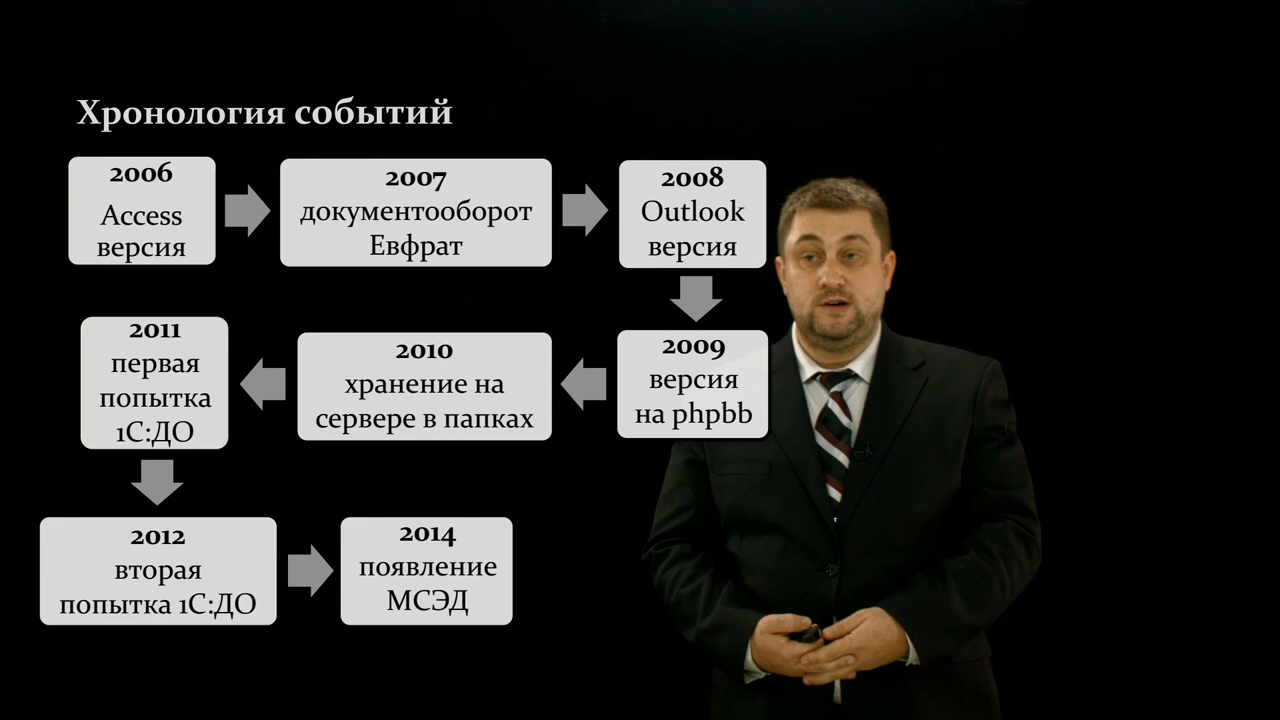 Хронология событий
2006
Access
версия
2007
документооборот
Евфрат
2008
Outlook
версия
2009
версия
на phpbb
2010
хранение на
сервере в папках
2011
первая
попытка
1С:ДО
2012
вторая
попытка 1С:ДО
2014
появление
МСЭД